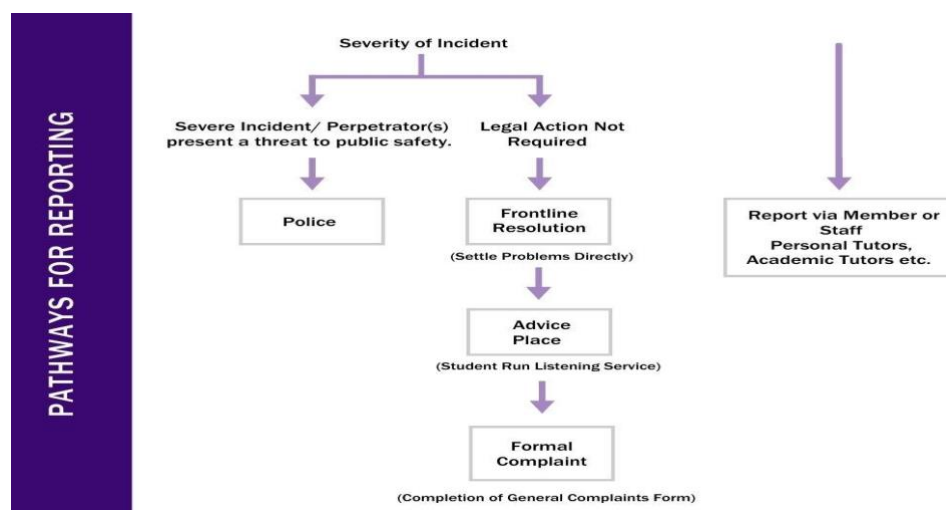 PATHWAYS FOR REPORTING
Severity of Incident
Severe Incident/ Perpetrator(s)
present a threat to public safety.
Legal Action Not
Required
Police
Frontline
Resolution
(Settle Problems Directly)
Advice
Place
(Student Run Listening Service)
Formal
Complaint
(Completion of General Complaints Form)
Report via Member or
Staff
Personal Tutors,
Academic Tutors etc.